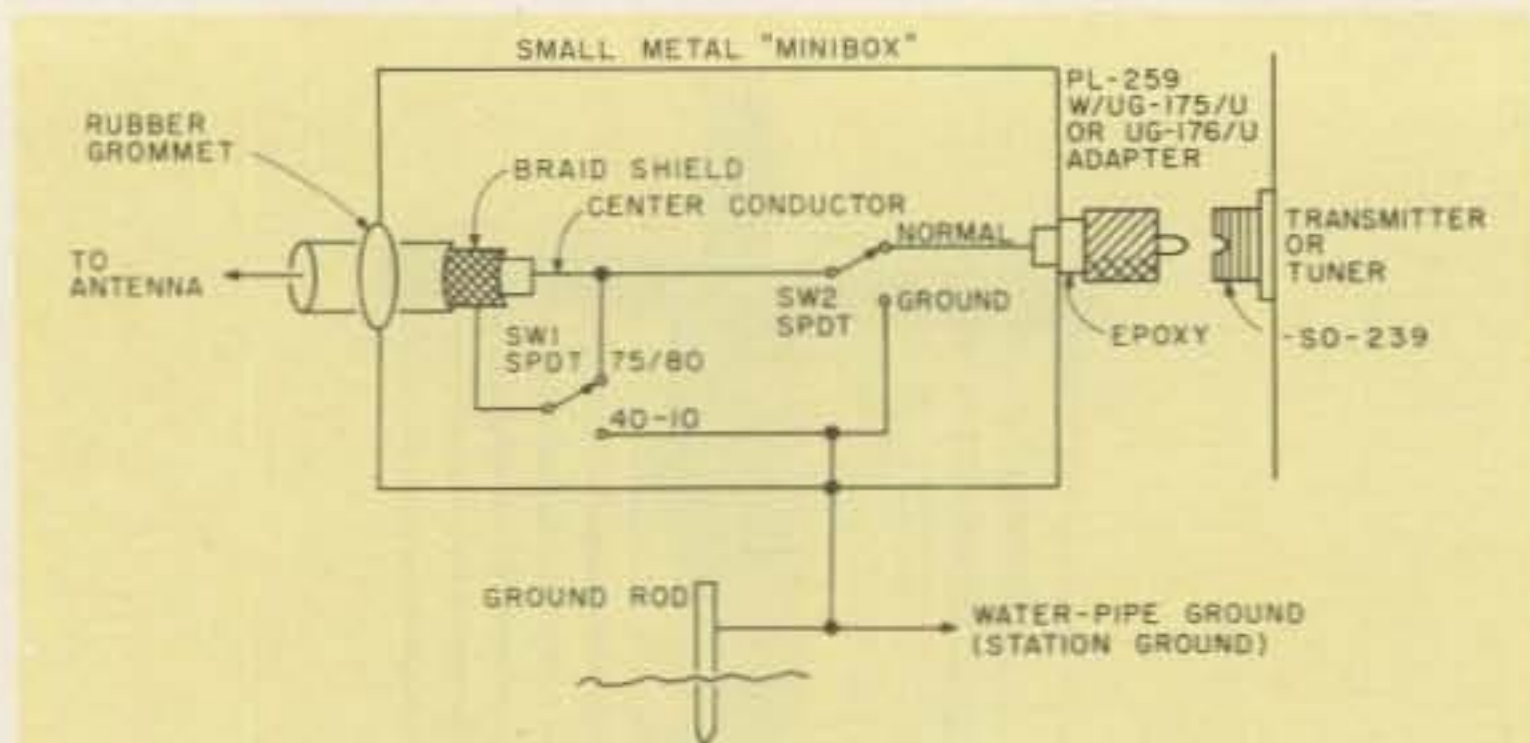 SMALL METAL "MINIBOX"
PL-259
W/UG-175/U
OR UG-176/U
ADAPTER
RUBBER
GROMMET
BRAID SHIELD
CENTER CONDUCTOR
NORMAL
TRANSMITTER
OR
TUNER
TO
ANTENNA
SW2
SPDT
GROUND
SW1
SPDT
75/80
EPOXY
SO-239
40-10
GROUND ROD
WATER-PIPE GROUND
(STATION GROUND)